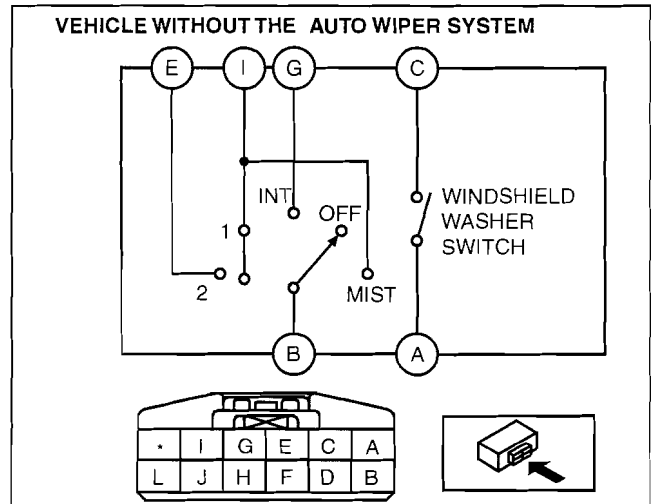 VEHICLE WITHOUT THE AUTO WIPER SYSTEM
E I G C
INT
OFF
1
2
MIST
WINDSHIELD
WASHER
SWITCH
B A
* I G E C A
L J H F D B